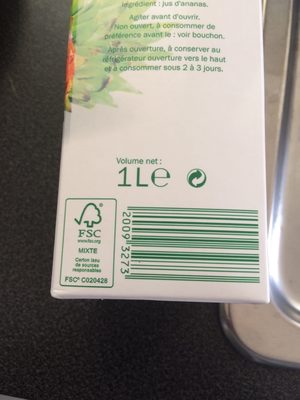 Ingrédient : jus d'ananas.
Agiter avant d'ouvrir.
Non ouvert, à consommer de
préférence avant le : voir bouchon.
Après ouverture, à conserver au
réfrigérateur ouverture vers le haut
et à consommer sous 2 à 3 jours.
Volume net :
1L℮
FSC
www.fsc.org
MIXTE
Carton issu
de sources
responsables
FSC® C020428
2009 3273